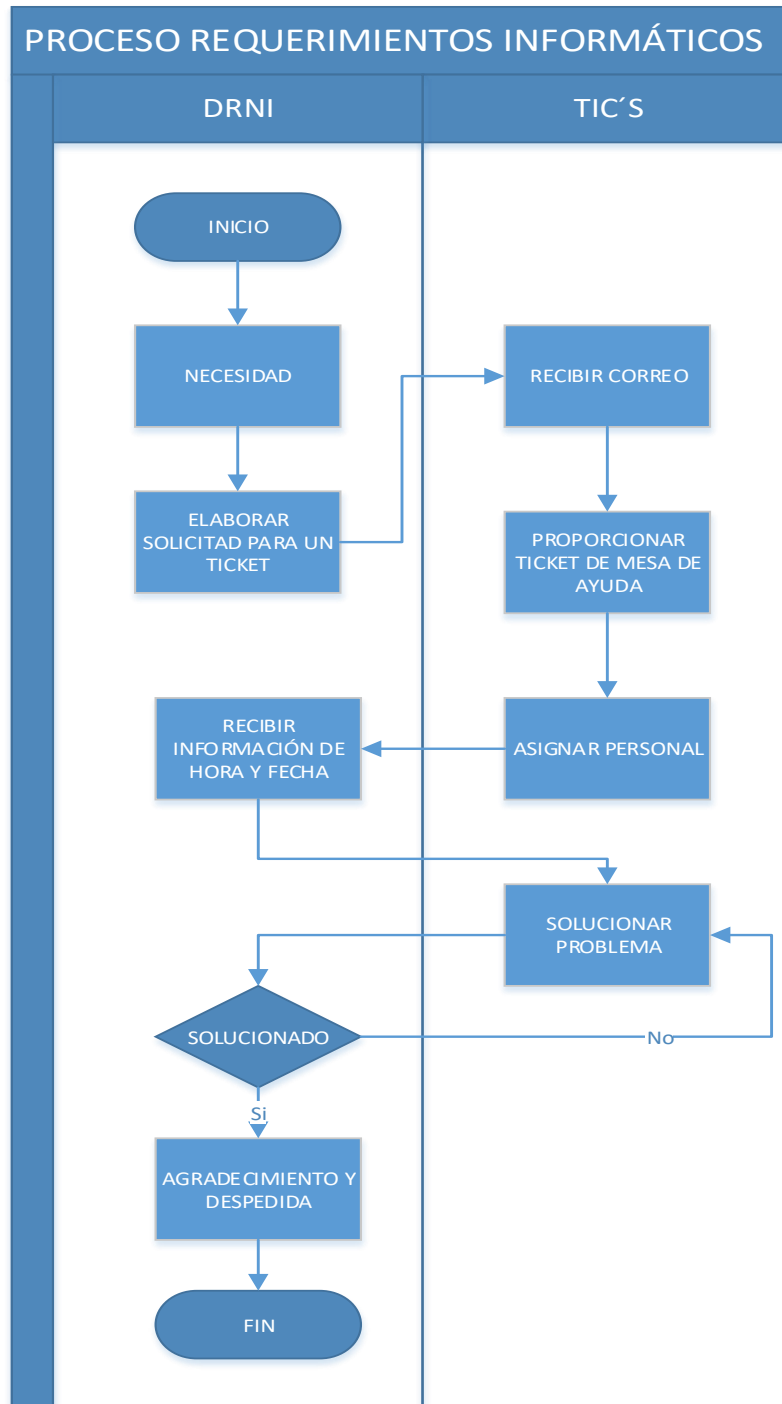 PROCESO REQUERIMIENTOS INFORMÁTICOS
DRNI
TIC´S
INICIO
NECESIDAD
RECIBIR CORREO
ELABORAR
SOLICITAD PARA UN
TICKET
PROPORCIONAR
TICKET DE MESA DE
AYUDA
RECIBIR
INFORMACIÓN DE
HORA Y FECHA
ASIGNAR PERSONAL
SOLUCIONAR
PROBLEMA
SOLUCIONADO
No
Si
AGRADECIMIENTO Y
DESPEDIDA
FIN